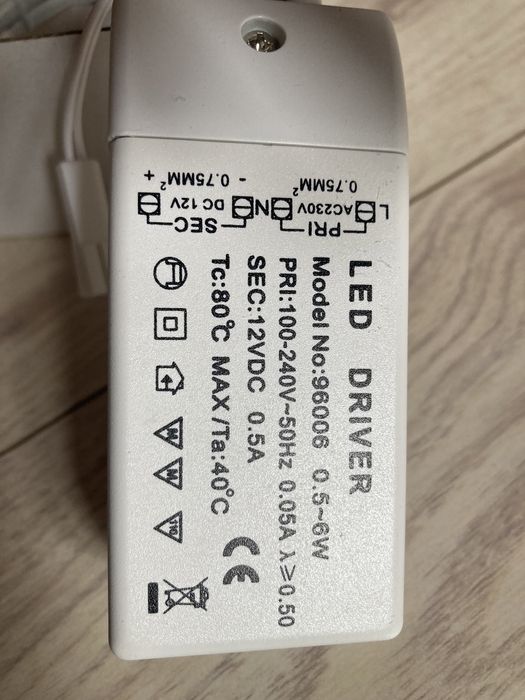 LED DRIVER
Model No:96006 0.5~6W
PRI:100-240V~50Hz 0.05A λ≥0.50
SEC:12VDC 0.5A
Tc:80°C MAX /Ta:40°C
CE
M
M
110
PRI
L AC230V N
0.75MM²
SEC
DC 12V
- 0.75MM² +